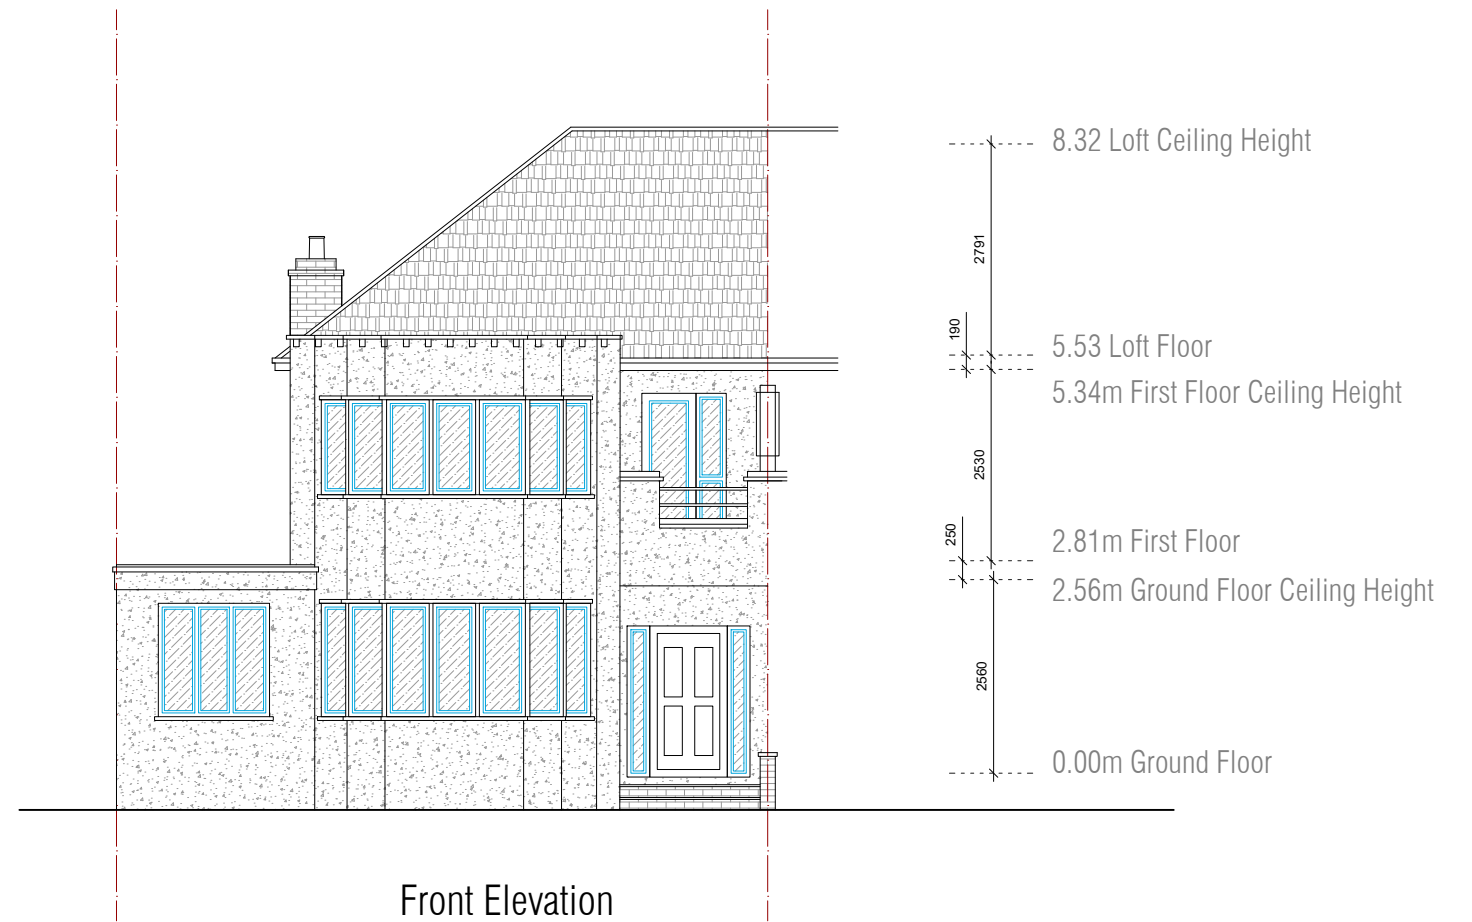 8.32 Loft Ceiling Height
2791
190
5.53 Loft Floor
5.34m First Floor Ceiling Height
2530
250
2.81m First Floor
2.56m Ground Floor Ceiling Height
2560
0.00m Ground Floor
Front Elevation